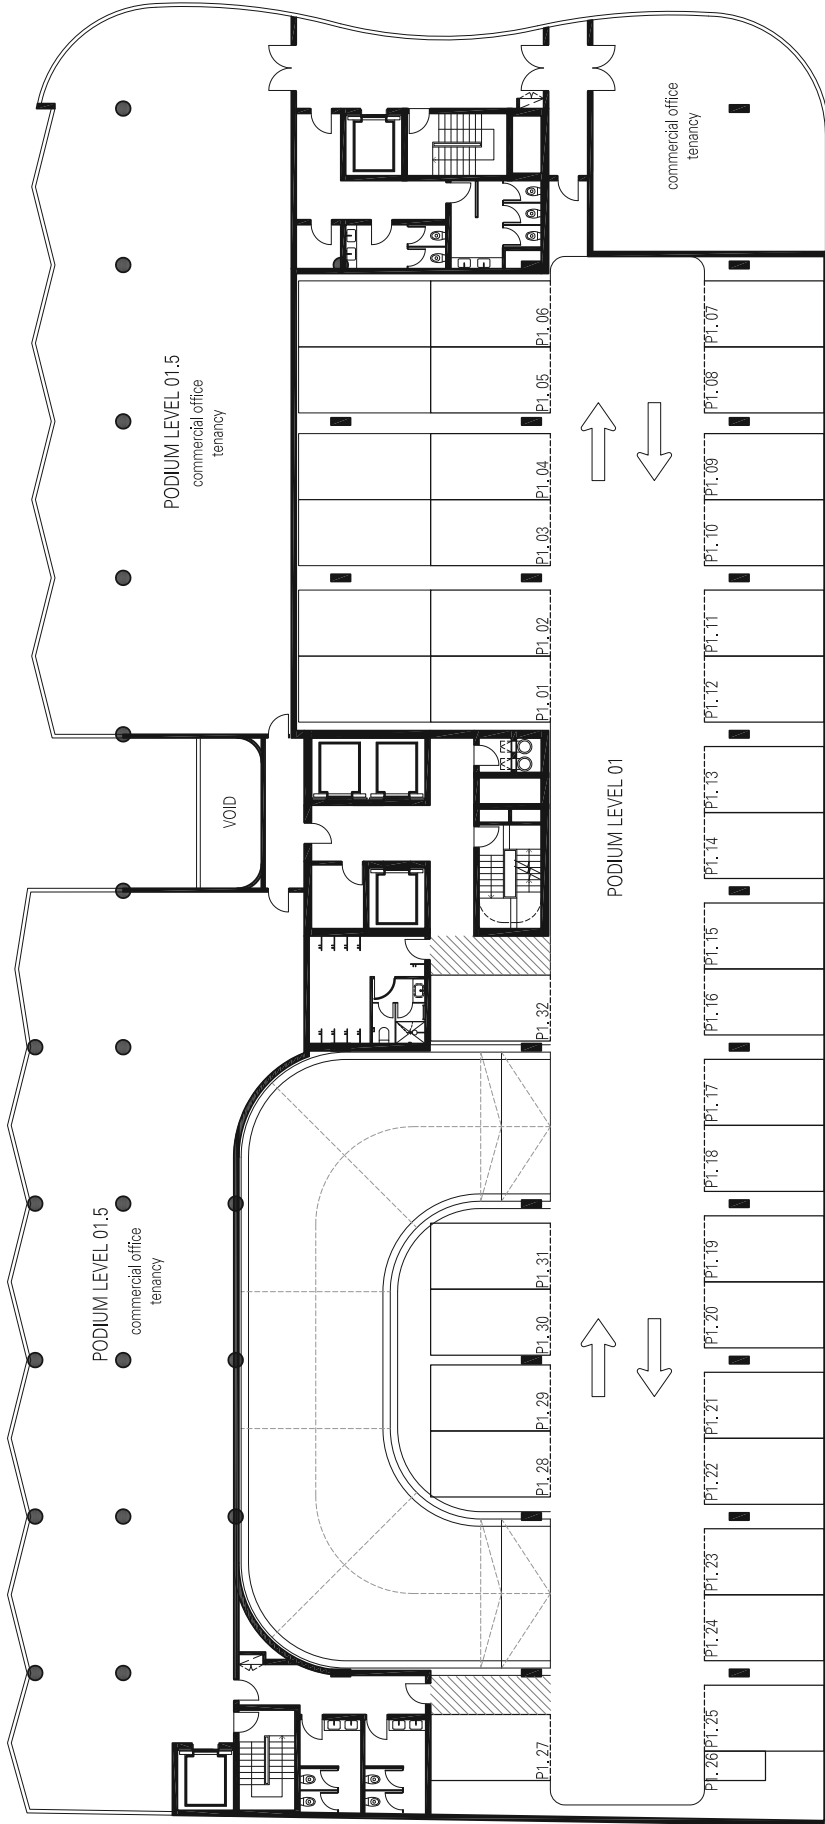 commercial office
tenancy
PODIUM LEVEL 01.5
commercial office
tenancy
P1. 06
P1. 05
P1. 04
P1. 03
P1. 02
P1. 01
P1. 07
P1. 08
P1. 09
P1. 10
P1. 11
P1. 12
VOID
PODIUM LEVEL 01
P1. 13
P1. 14
P1. 15
P1. 16
P1. 32
P1. 17
P1. 18
PODIUM LEVEL 01.5
commercial office
tenancy
P1. 31
P1. 30
P1. 29
P1. 28
P1. 19
P1. 20
P1. 21
P1. 22
P1. 23
P1. 24
P1. 27
P1. 25
P1. 26